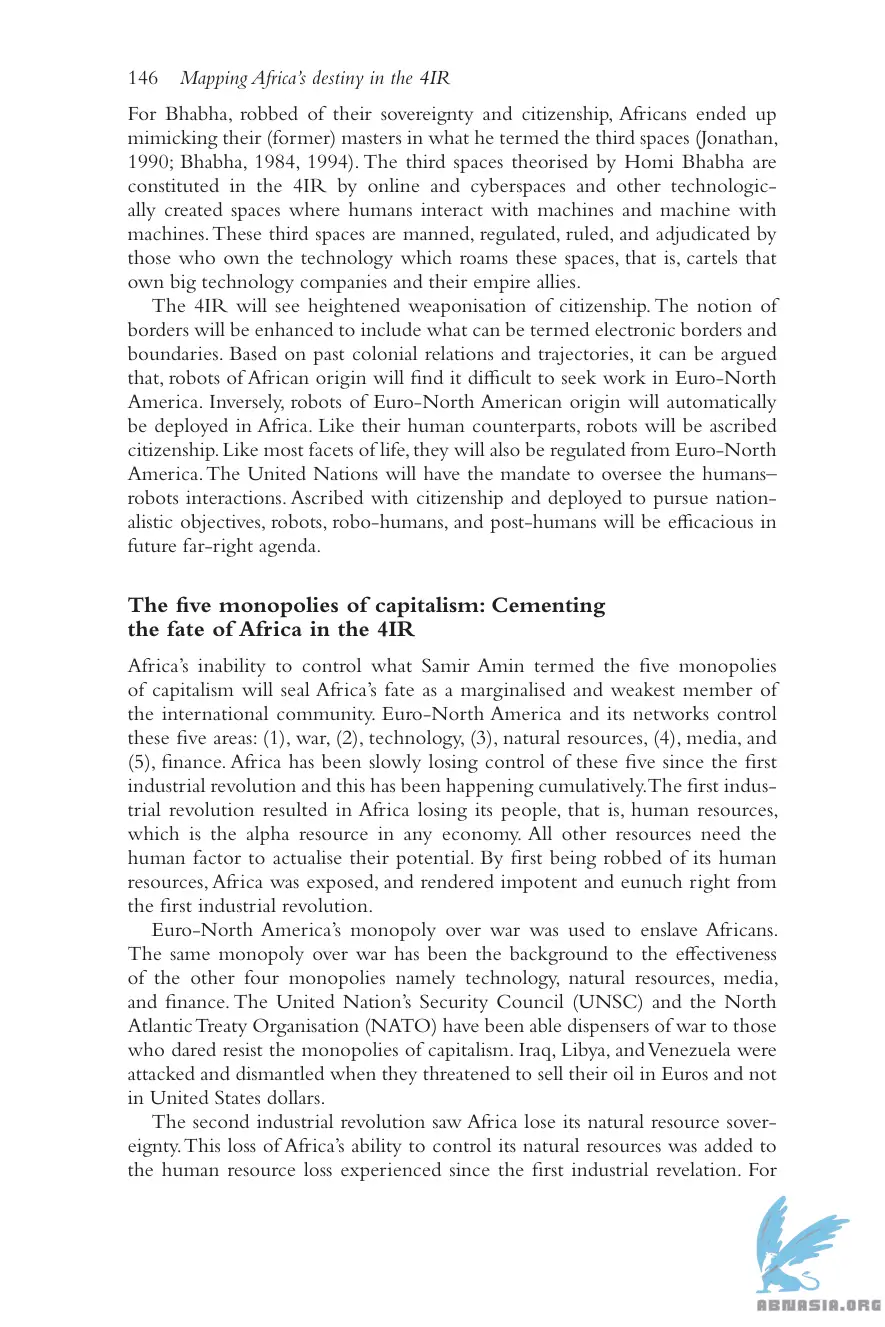 146 Mapping Africa's destiny in the 4IR
For Bhabha, robbed of their sovereignty and citizenship, Africans ended up
mimicking their (former) masters in what he termed the third spaces (Jonathan,
1990; Bhabha, 1984, 1994). The third spaces theorised by Homi Bhabha are
constituted in the 4IR by online and cyberspaces and other technologic-
ally created spaces where humans interact with machines and machine with
machines. These third spaces are manned, regulated, ruled, and adjudicated by
those who own the technology which roams these spaces, that is, cartels that
own big technology companies and their empire allies.
The 4IR will see heightened weaponisation of citizenship. The notion of
borders will be enhanced to include what can be termed electronic borders and
boundaries. Based on past colonial relations and trajectories, it can be argued
that, robots of African origin will find it difficult to seek work in Euro-North
America. Inversely, robots of Euro-North American origin will automatically
be deployed in Africa. Like their human counterparts, robots will be ascribed
citizenship. Like most facets of life, they will also be regulated from Euro-North
America. The United Nations will have the mandate to oversee the humans–
robots interactions. Ascribed with citizenship and deployed to pursue nation-
alistic objectives, robots, robo-humans, and post-humans will be efficacious in
future far-right agenda.
The five monopolies of capitalism: Cementing
the fate of Africa in the 4IR
Africa's inability to control what Samir Amin termed the five monopolies
of capitalism will seal Africa's fate as a marginalised and weakest member of
the international community. Euro-North America and its networks control
these five areas: (1), war, (2), technology, (3), natural resources, (4), media, and
(5), finance. Africa has been slowly losing control of these five since the first
industrial revolution and this has been happening cumulatively. The first indus-
trial revolution resulted in Africa losing its people, that is, human resources,
which is the alpha resource in any economy. All other resources need the
human factor to actualise their potential. By first being robbed of its human
resources, Africa was exposed, and rendered impotent and eunuch right from
the first industrial revolution.
Euro-North America's monopoly over war was used to enslave Africans.
The same monopoly over war has been the background to the effectiveness
of the other four monopolies namely technology, natural resources, media,
and finance. The United Nation's Security Council (UNSC) and the North
Atlantic Treaty Organisation (NATO) have been able dispensers of war to those
who dared resist the monopolies of capitalism. Iraq, Libya, and Venezuela were
attacked and dismantled when they threatened to sell their oil in Euros and not
in United States dollars.
The second industrial revolution saw Africa lose its natural resource sover-
eignty. This loss of Africa's ability to control its natural resources was added to
the human resource loss experienced since the first industrial revelation. For
ABNASIA.ORG